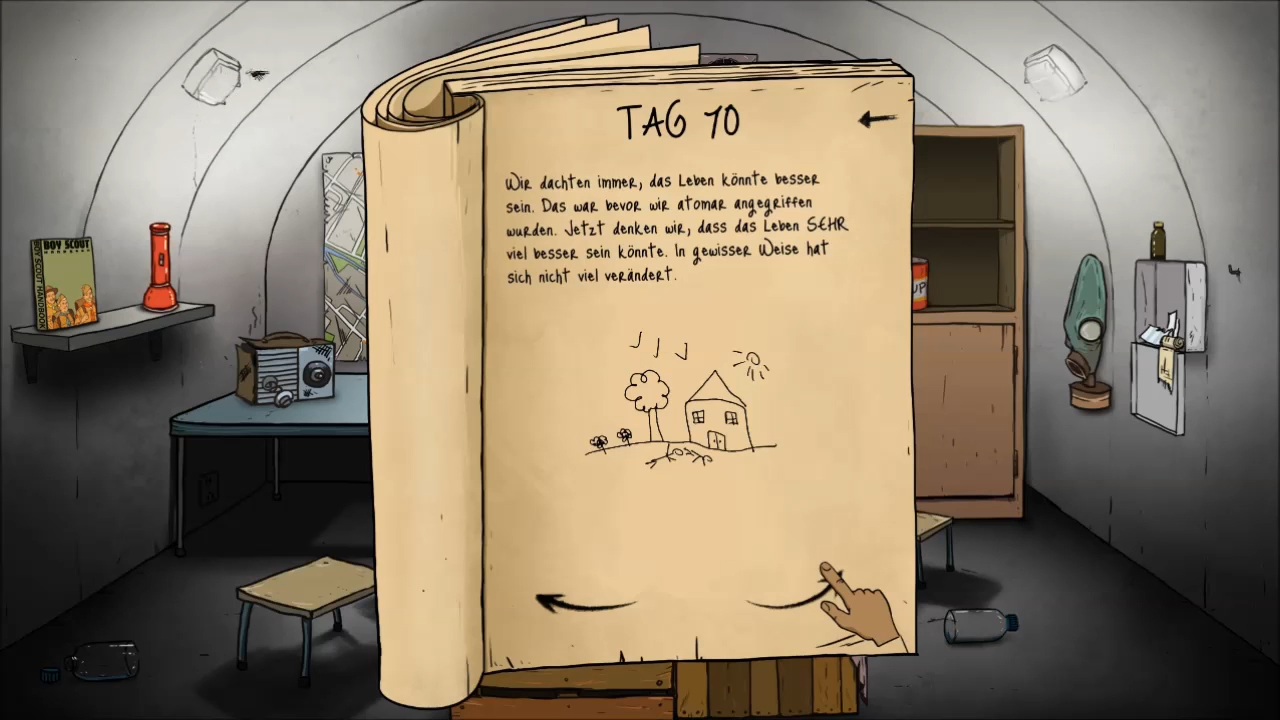 TAG 70
Wir dachten immer, das Leben könnte besser
sein. Das war bevor wir atomar angegriffen
wurden. Jetzt denken wir, dass das Leben SEHR
viel besser sein könnte. In gewisser Weise hat
sich nicht viel verändert.
BOY SCOUT
BOY SCOUT HANDBOOK
UP